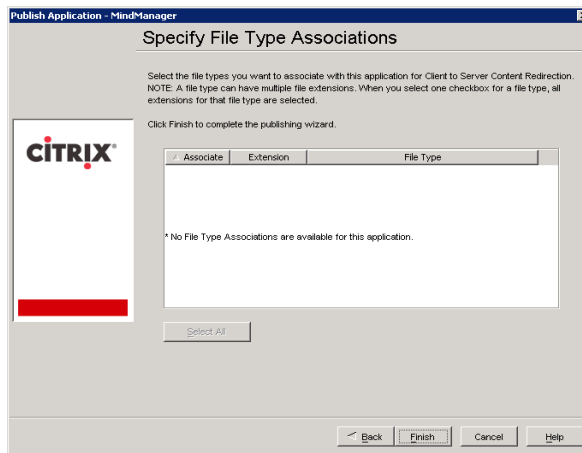 Publish Application - MindManager
Specify File Type Associations
Select the file types you want to associate with this application for Client to Server Content Redirection.
NOTE: A file type can have multiple file extensions. When you select one checkbox for a file type, all
extensions for that file type are selected.
Click Finish to complete the publishing wizard.
CITRIX®
Associate Extension File Type
* No File Type Associations are available for this application.
Select All
Back Finish Cancel Help